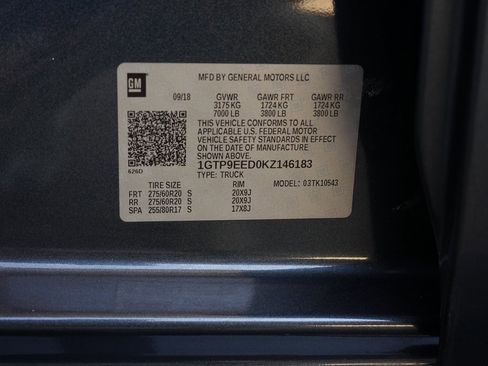 GM
MFD BY GENERAL MOTORS LLC
09/18 GVWR GAWR FRT GAWR RR
3175 KG 1724 KG 1724 KG
7000 LB 3800 LB 3800 LB
THIS VEHICLE CONFORMS TO ALL
APPLICABLE U.S. FEDERAL MOTOR
VEHICLE SAFETY STANDARDS IN EFFECT
ON THE DATE OF MANUFACTURE
SHOWN ABOVE.
1GTP9EED0KZ146183
626D TYPE: TRUCK
TIRE SIZE RIM MODEL: 03TK10543
FRT 275/60R20 S 20X9J
RR 275/60R20 S 20X9J
SPA 255/80R17 S 17X8J